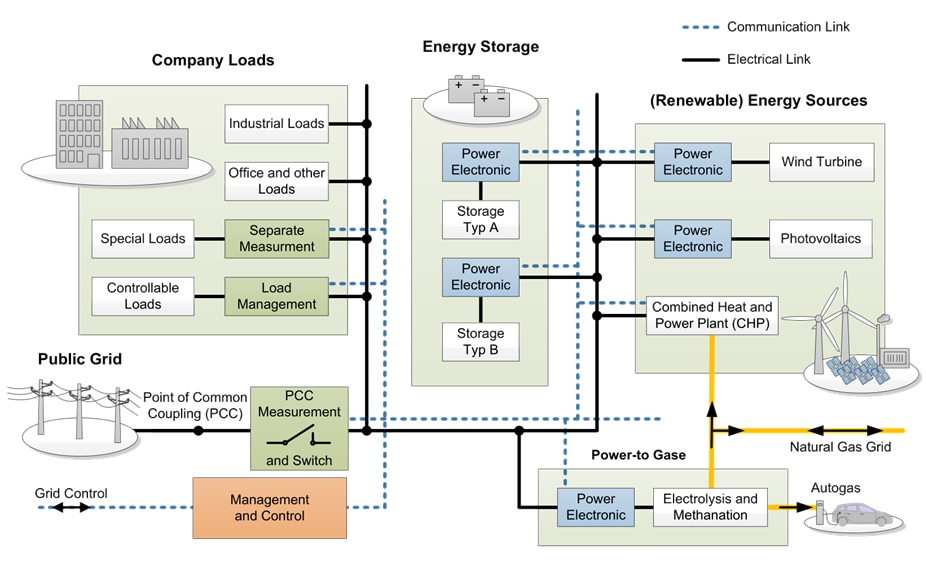 Communication Link
Electrical Link
Company Loads
Industrial Loads
Office and other
Loads
Special Loads
Separate
Measurment
Controllable
Loads
Load
Management
Energy Storage
+ -
+ -
Power
Electronic
Storage
Typ A
Power
Electronic
Storage
Typ B
(Renewable) Energy Sources
Power
Electronic
Wind Turbine
Power
Electronic
Photovoltaics
Combined Heat and
Power Plant (CHP)
Public Grid
Point of Common
Coupling (PCC)
PCC
Measurement
and Switch
Grid Control
Management
and Control
Natural Gas Grid
Power-to Gase
Power
Electronic
Electrolysis and
Methanation
Autogas